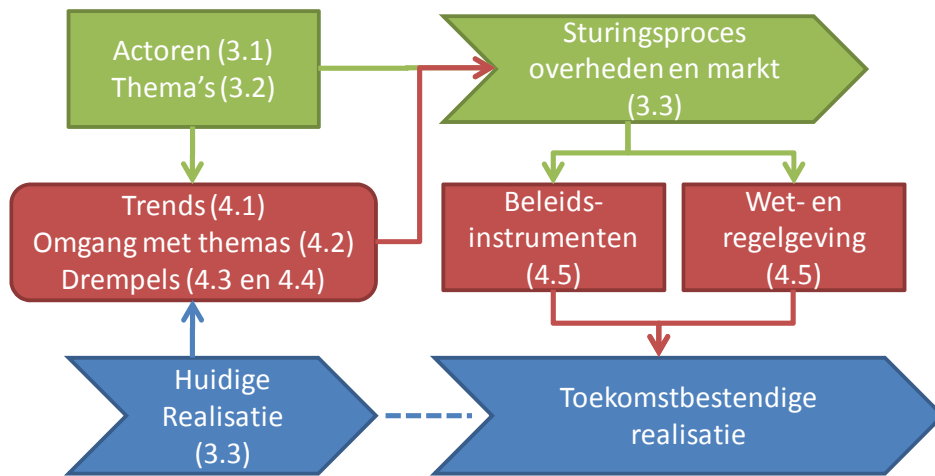 Actoren (3.1)
Thema’s (3.2)
Sturingsproces
overheden en markt
(3.3)
Trends (4.1)
Omgang met themas (4.2)
Drempels (4.3 en 4.4)
Beleids-
instrumenten
(4.5)
Wet- en
regelgeving
(4.5)
Huidige
Realisatie
(3.3)
Toekomstbestendige
realisatie